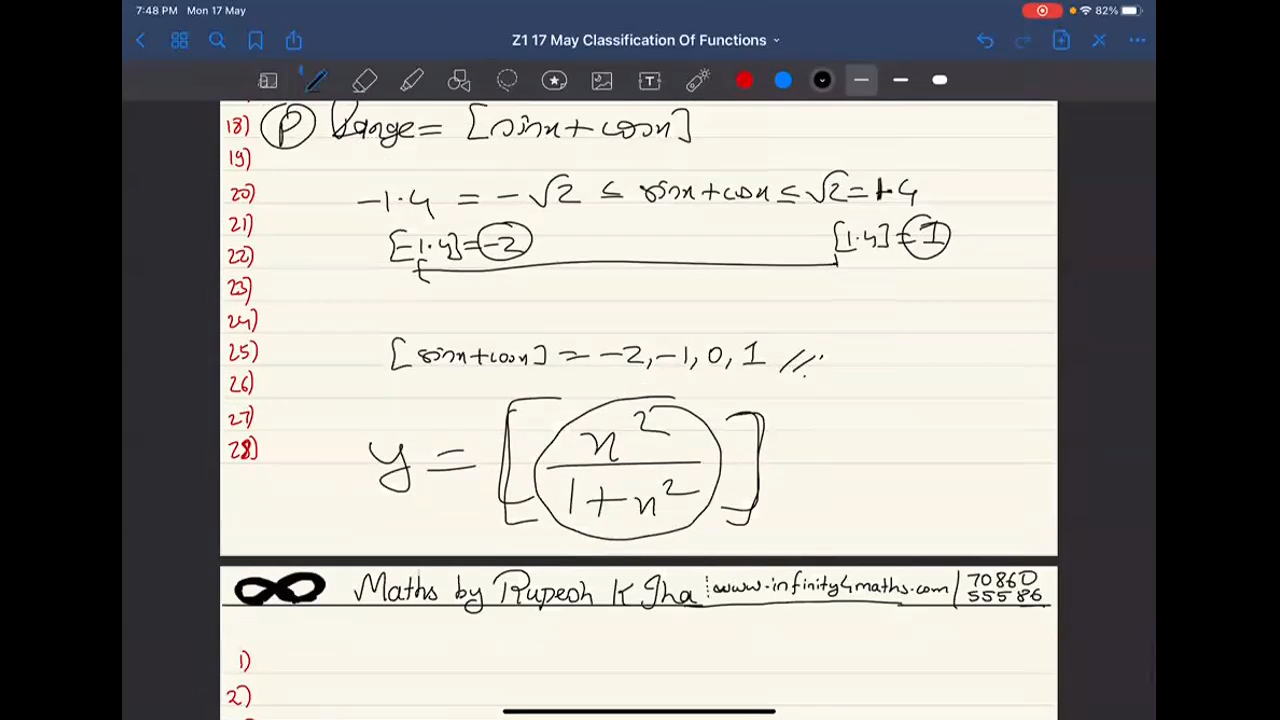 7:48 PM Mon 17 May 82%
Z1 17 May Classification Of Functions
18) P Range = [sinx + cosx]
19)
20) -1.4 = -√2 ≤ sinx + cosx ≤ √2 = 1.4
21) [-1.4] = -2 [1.4] = 1
22)
23)
24)
25) [sinx + cosx] = -2, -1, 0, 1 //
26)
27)
28) y = [x²/(1+x²)]
∞ Maths by Rupesh K Jha www.infinity4maths.com / 70860 55586
1)
2)